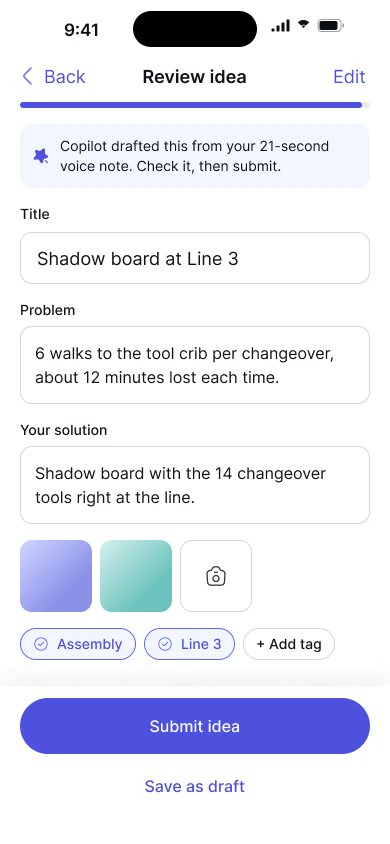 9:41
Back
Review idea
Edit
Copilot drafted this from your 21-second
voice note. Check it, then submit.
Title
Shadow board at Line 3
Problem
6 walks to the tool crib per changeover,
about 12 minutes lost each time.
Your solution
Shadow board with the 14 changeover
tools right at the line.
Assembly
Line 3
+ Add tag
Submit idea
Save as draft